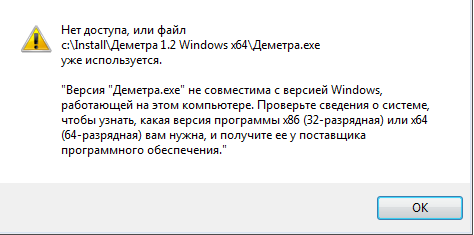 Нет доступа, или файл
c:\Install\Деметра 1.2 Windows x64\Деметра.exe
уже используется.
"Версия "Деметра.exe" не совместима с версией Windows,
работающей на этом компьютере. Проверьте сведения о системе,
чтобы узнать, какая версия программы x86 (32-разрядная) или x64
(64-разрядная) вам нужна, и получите ее у поставщика
программного обеспечения."
OK